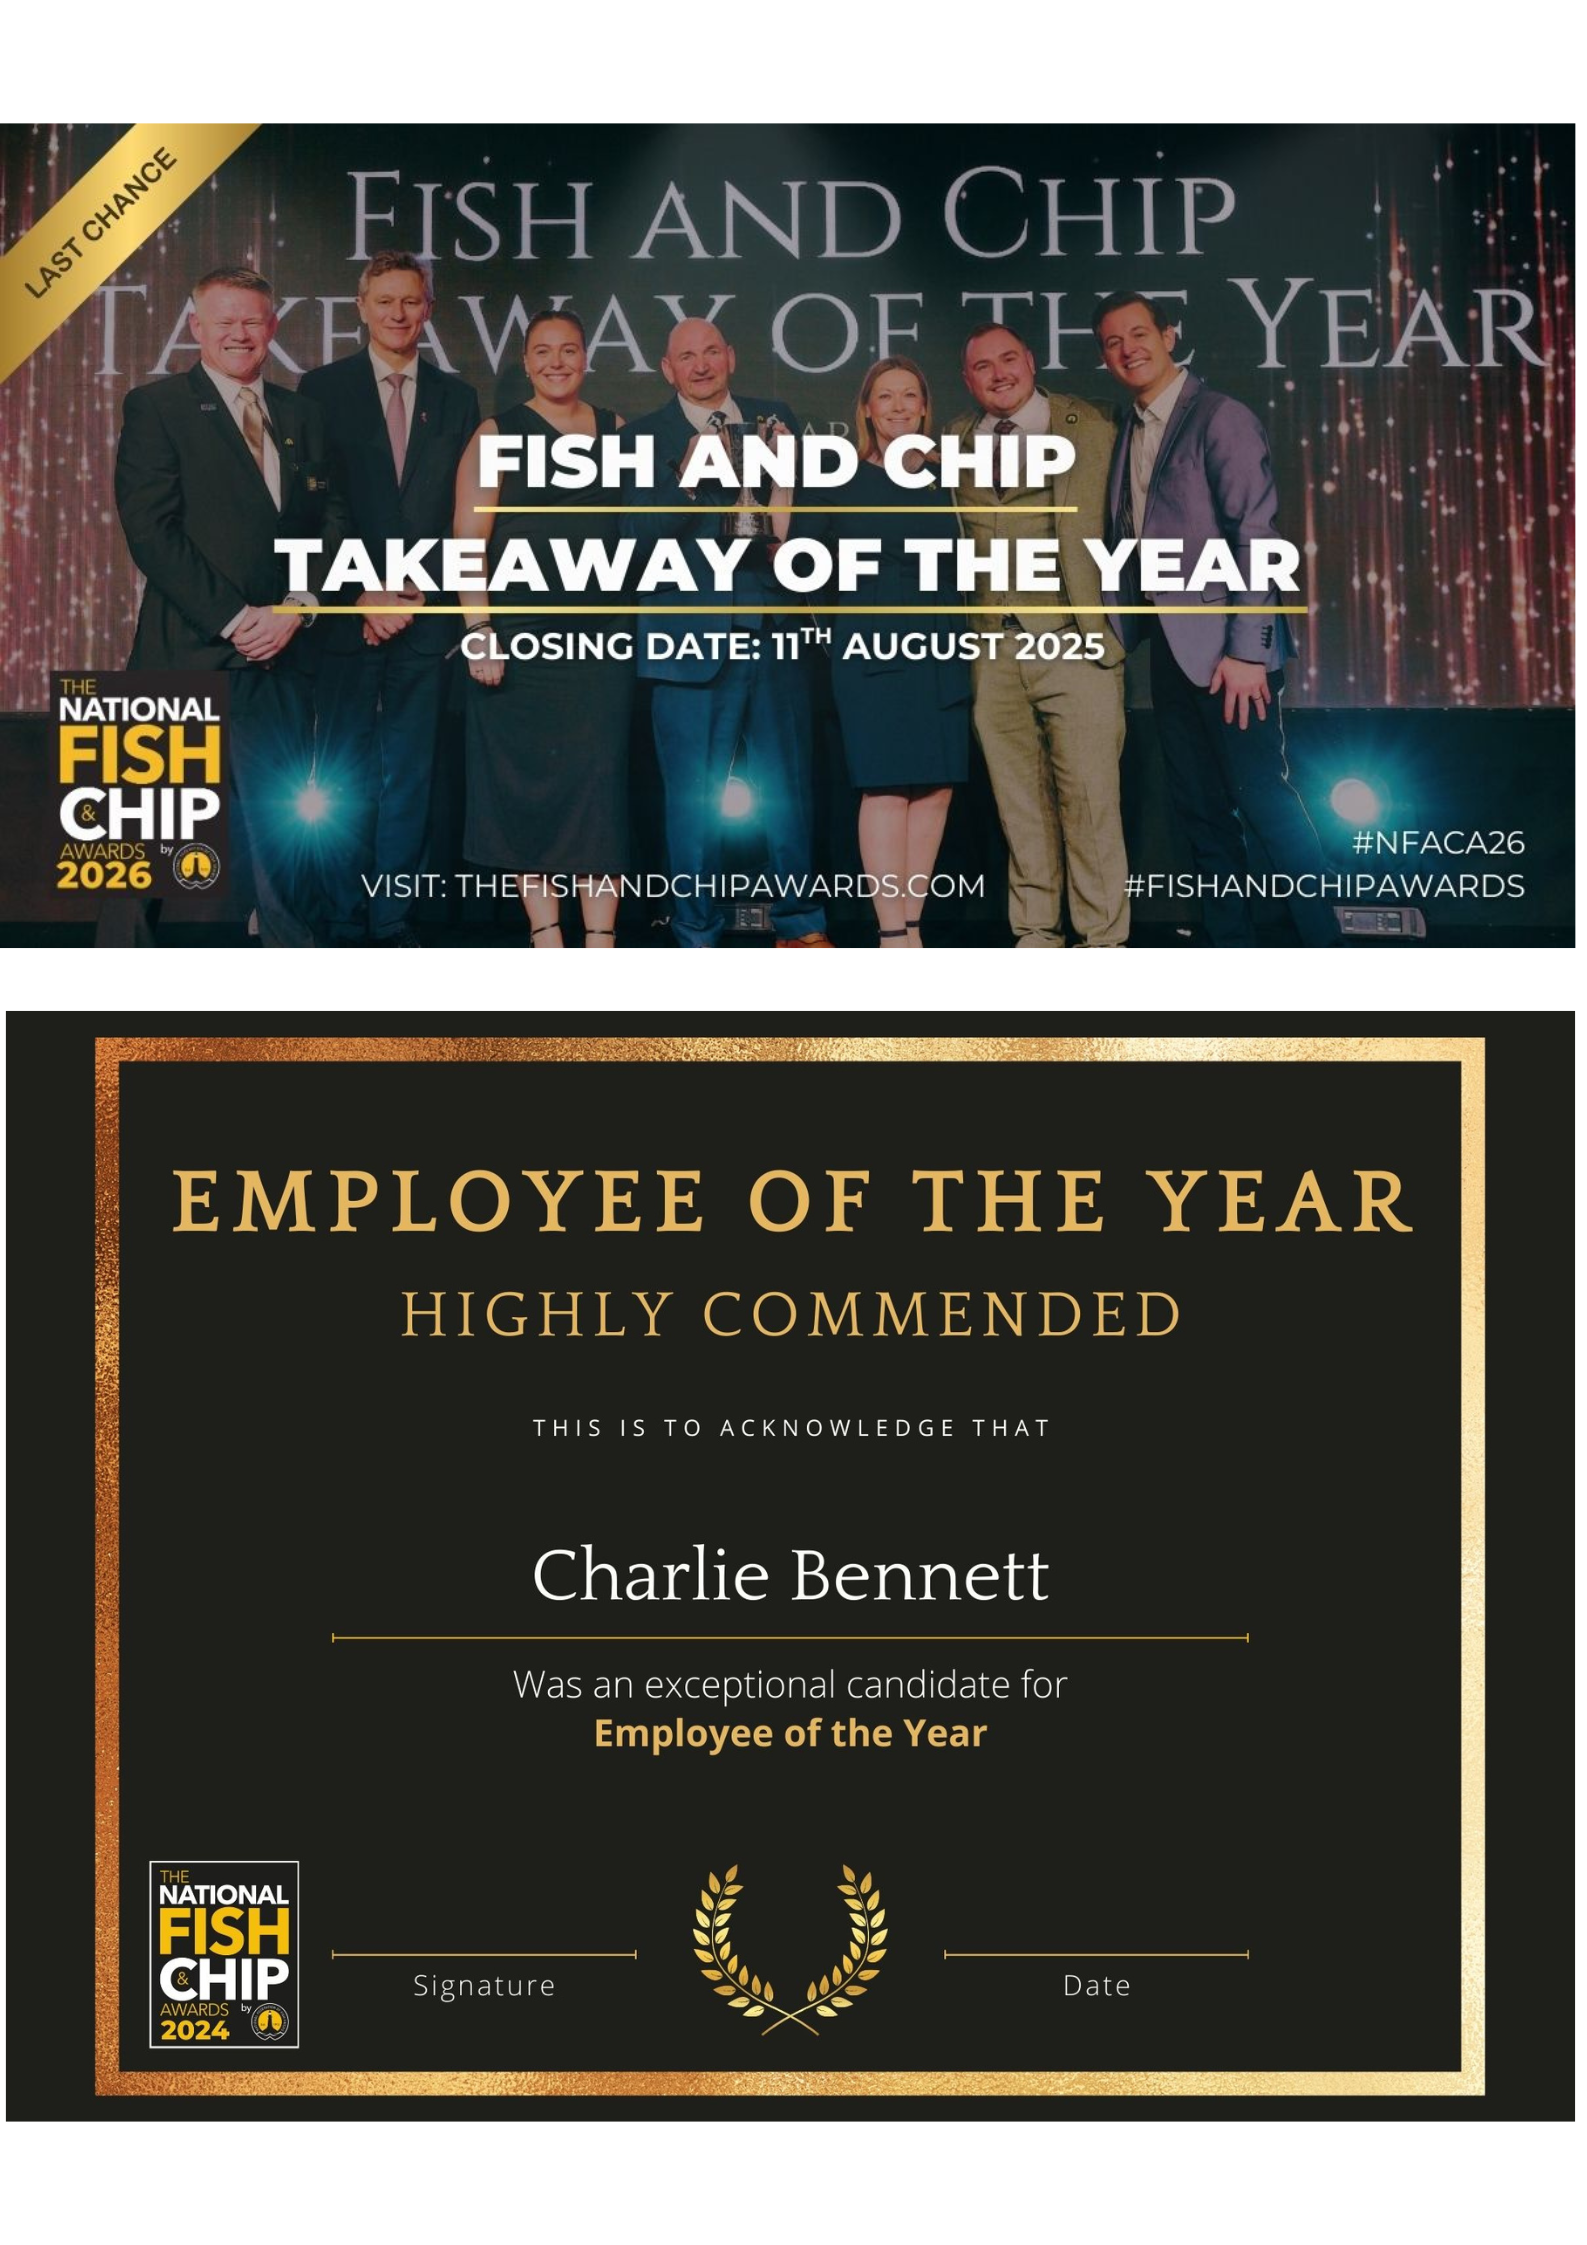 LAST CHANCE
FISH AND CHIP
TAKEAWAY OF THE YEAR
FISH AND CHIP
TAKEAWAY OF THE YEAR
CLOSING DATE: 11TH AUGUST 2025
THE
NATIONAL
FISH
& CHIP
AWARDS by
2026
VISIT: THEFISHANDCHIPAWARDS.COM
#NFACA26
#FISHANDCHIPAWARDS
EMPLOYEE OF THE YEAR
HIGHLY COMMENDED
THIS IS TO ACKNOWLEDGE THAT
Charlie Bennett
Was an exceptional candidate for
Employee of the Year
THE
NATIONAL
FISH
& CHIP
AWARDS by
2024
Signature
Date